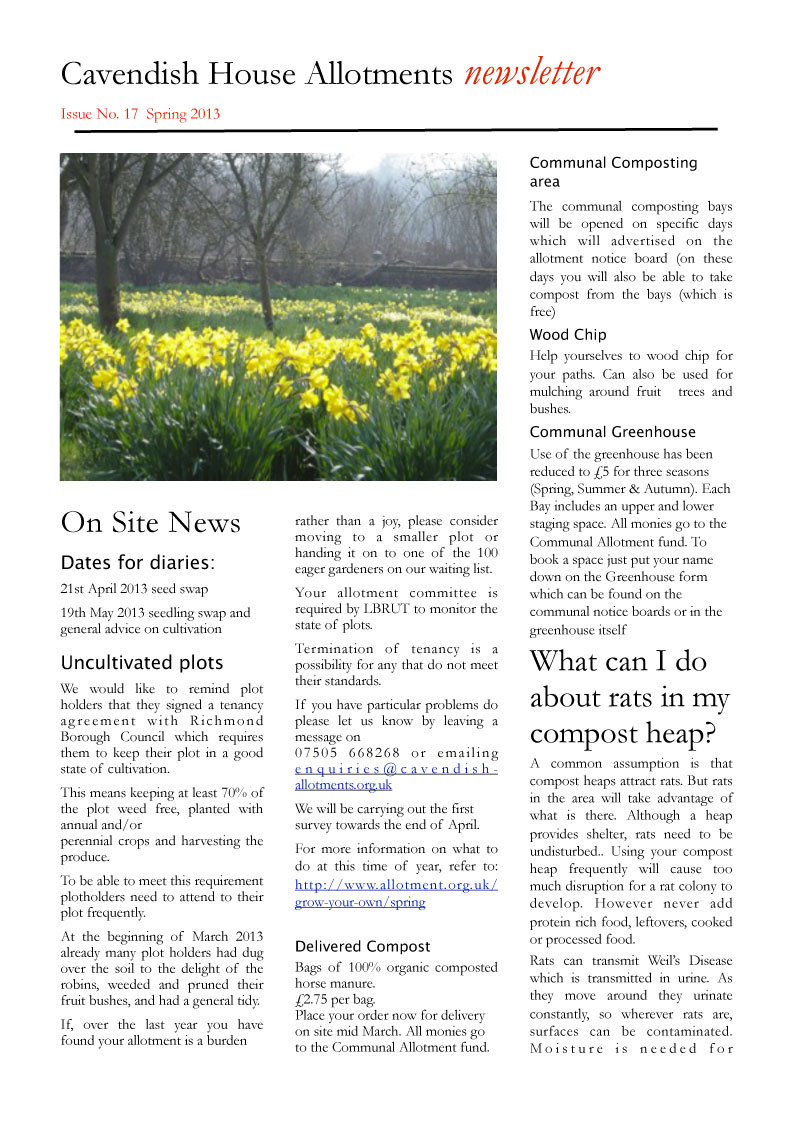 Cavendish House Allotments newsletter
Issue No. 17 Spring 2013
On Site News
Dates for diaries:
21st April 2013 seed swap
19th May 2013 seedling swap and
general advice on cultivation
Uncultivated plots
We would like to remind plot
holders that they signed a tenancy
agreement with Richmond
Borough Council which requires
them to keep their plot in a good
state of cultivation.
This means keeping at least 70% of
the plot weed free, planted with
annual and/or
perennial crops and harvesting the
produce.
To be able to meet this requirement
plotholders need to attend to their
plot frequently.
At the beginning of March 2013
already many plot holders had dug
over the soil to the delight of the
robins, weeded and pruned their
fruit bushes, and had a general tidy.
If, over the last year you have
found your allotment is a burden
rather than a joy, please consider
moving to a smaller plot or
handing it on to one of the 100
eager gardeners on our waiting list.
Your allotment committee is
required by LBRUT to monitor the
state of plots.
Termination of tenancy is a
possibility for any that do not meet
their standards.
If you have particular problems do
please let us know by leaving a
message on
07505 668268 or emailing
enquiries@cavendish-
allotments.org.uk
We will be carrying out the first
survey towards the end of April.
For more information on what to
do at this time of year, refer to:
http://www.allotment.org.uk/
grow-your-own/spring
Delivered Compost
Bags of 100% organic composted
horse manure.
£2.75 per bag.
Place your order now for delivery
on site mid March. All monies go
to the Communal Allotment fund.
Communal Composting
area
The communal composting bays
will be opened on specific days
which will advertised on the
allotment notice board (on these
days you will also be able to take
compost from the bays (which is
free)
Wood Chip
Help yourselves to wood chip for
your paths. Can also be used for
mulching around fruit trees and
bushes.
Communal Greenhouse
Use of the greenhouse has been
reduced to £5 for three seasons
(Spring, Summer & Autumn). Each
Bay includes an upper and lower
staging space. All monies go to the
Communal Allotment fund. To
book a space just put your name
down on the Greenhouse form
which can be found on the
communal notice boards or in the
greenhouse itself
What can I do
about rats in my
compost heap?
A common assumption is that
compost heaps attract rats. But rats
in the area will take advantage of
what is there. Although a heap
provides shelter, rats need to be
undisturbed.. Using your compost
heap frequently will cause too
much disruption for a rat colony to
develop. However never add
protein rich food, leftovers, cooked
or processed food.
Rats can transmit Weil's Disease
which is transmitted in urine. As
they move around they urinate
constantly, so wherever rats are,
surfaces can be contaminated.
Moisture is needed for